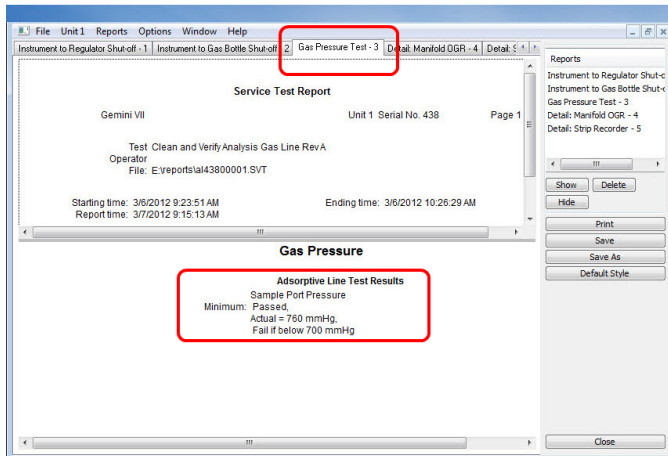 File Unit 1 Reports Options Window Help
Instrument to Regulator Shut-off - 1 Instrument to Gas Bottle Shut-off - 2 Gas Pressure Test - 3 Detail: Manifold OGR - 4 Detail: S
Service Test Report
Gemini VII Unit 1 Serial No. 438 Page 1
Test Clean and Verify Analysis Gas Line Rev A
Operator
File: E:\reports\al43800001.SVT
Starting time: 3/6/2012 9:23:51 AM Ending time: 3/6/2012 10:26:29 AM
Report time: 3/7/2012 9:15:13 AM
Gas Pressure
Adsorptive Line Test Results
Sample Port Pressure
Minimum: Passed,
Actual = 760 mmHg,
Fail if below 700 mmHg
Reports
Instrument to Regulator Shut-c
Instrument to Gas Bottle Shut-c
Gas Pressure Test - 3
Detail: Manifold OGR - 4
Detail: Strip Recorder - 5
Show Delete
Hide
Print
Save
Save As
Default Style
Close